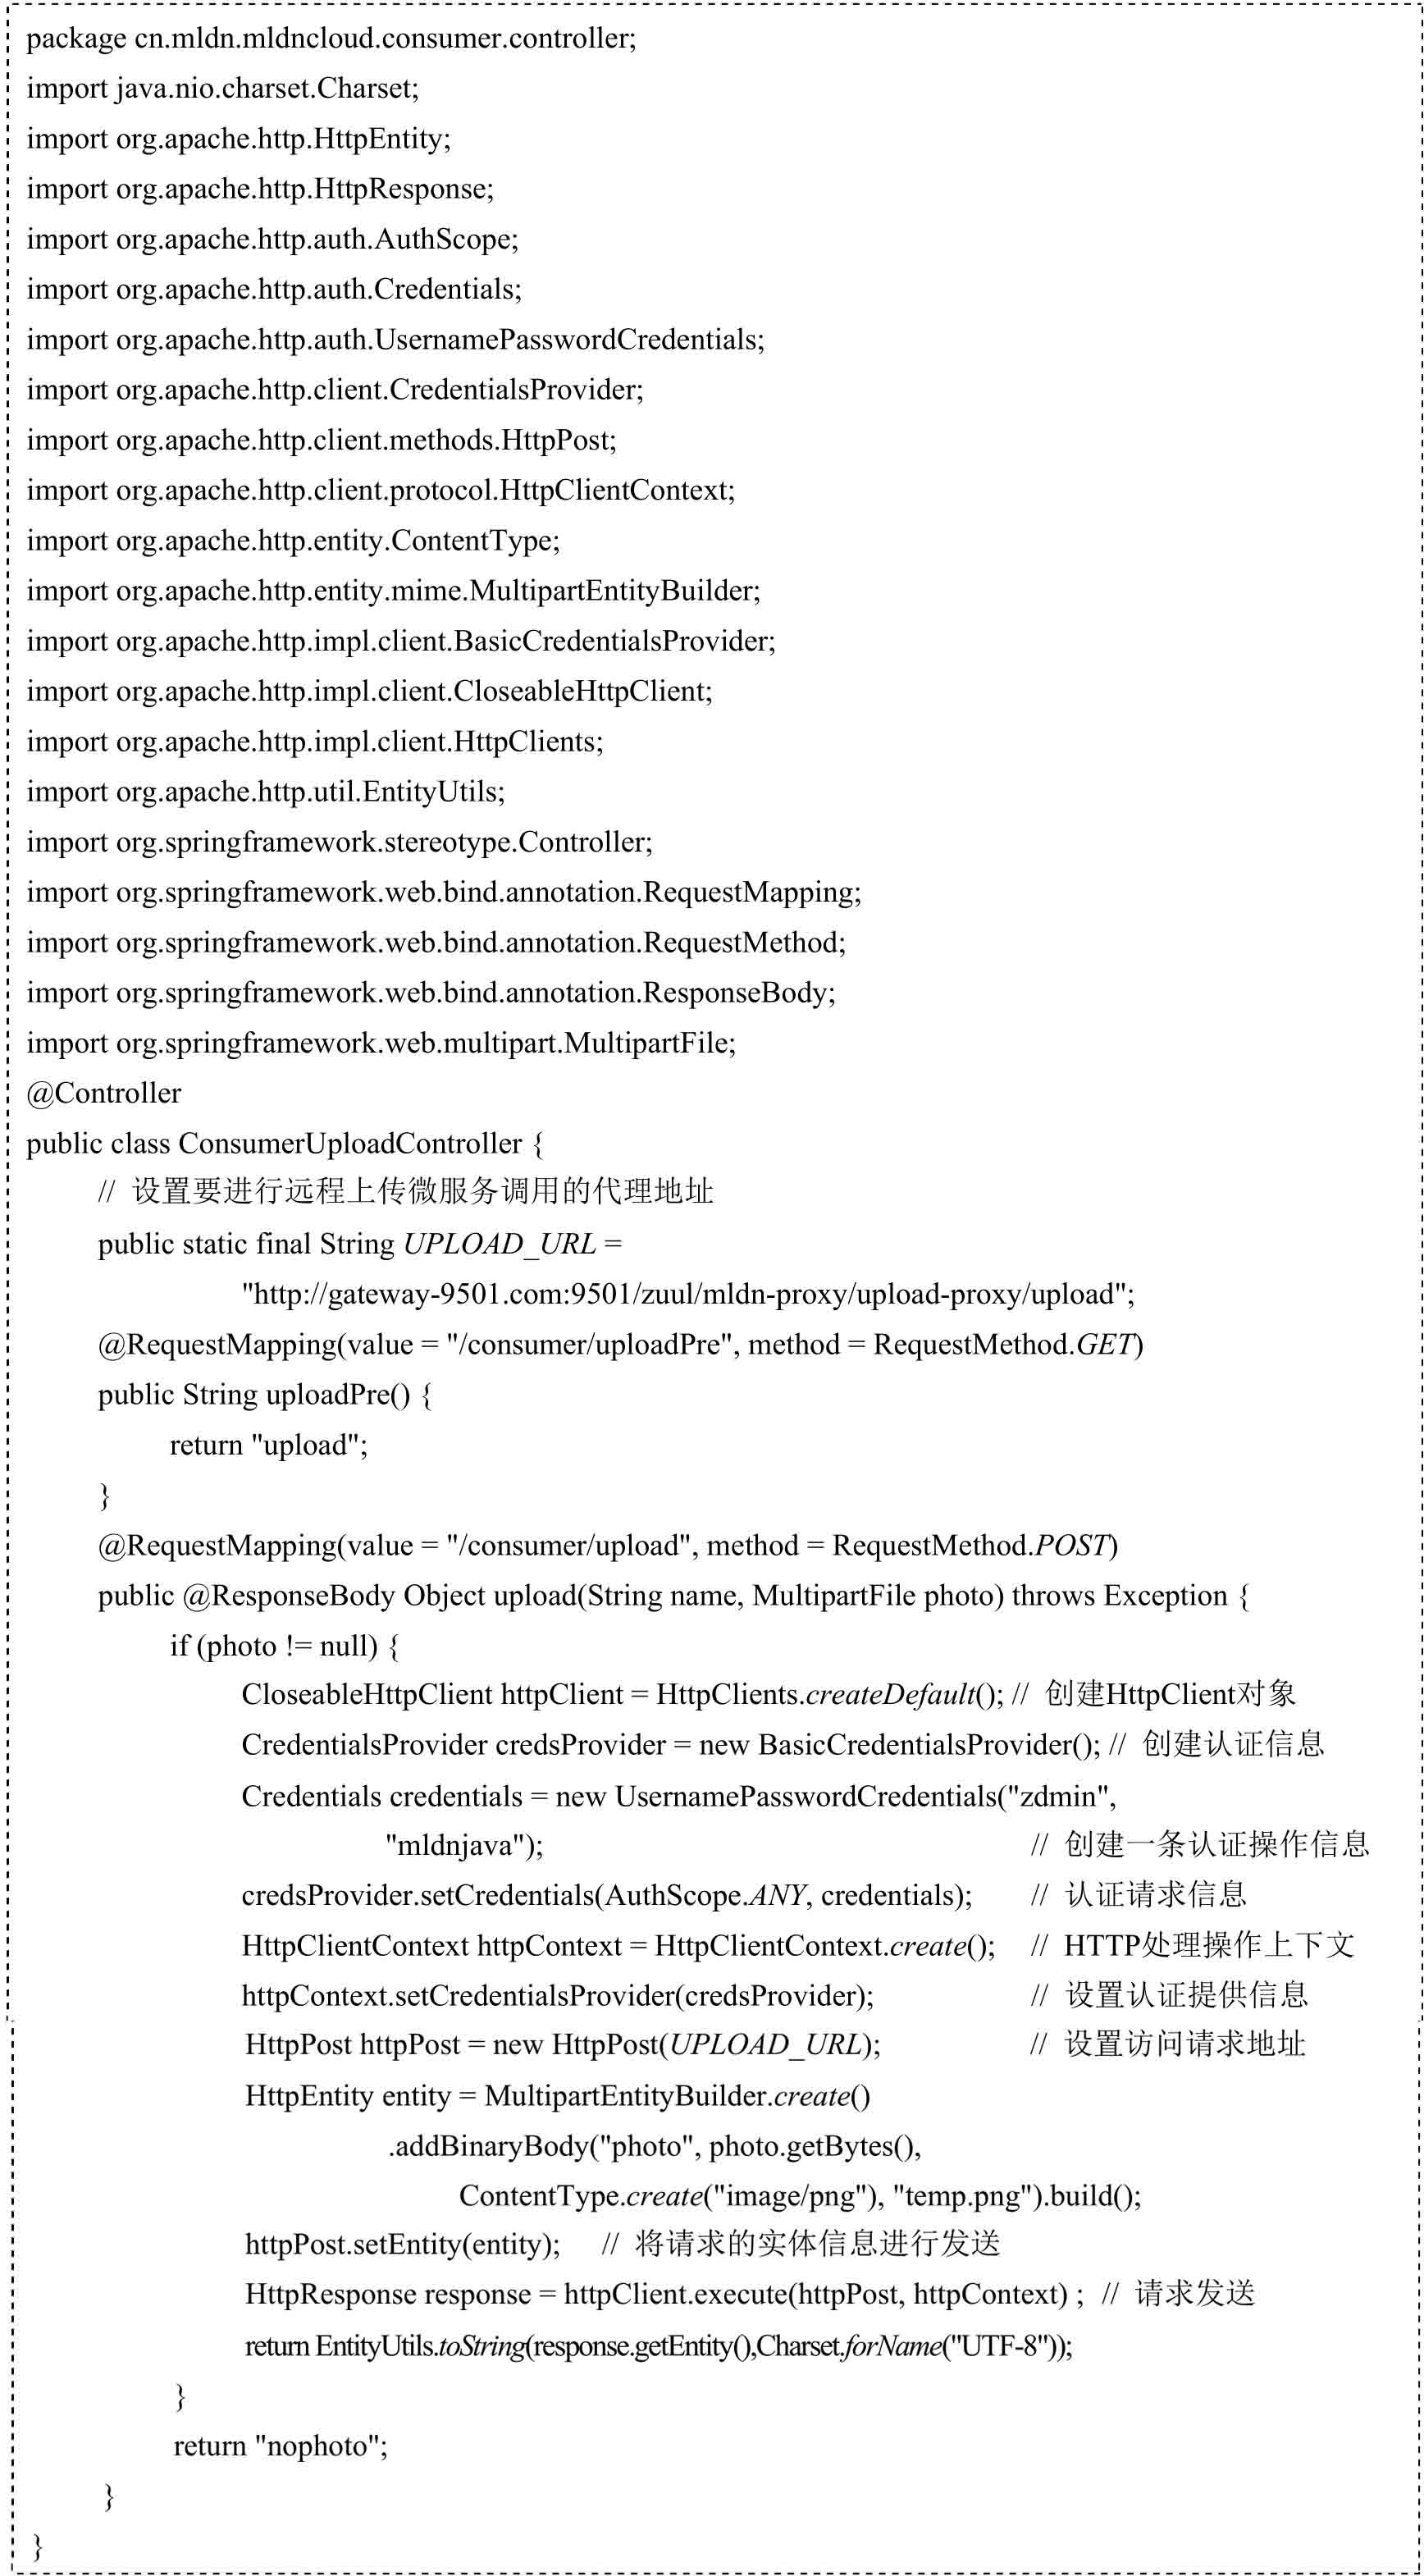 package cn.mldn.mldncloud.consumer.controller;
import java.nio.charset.Charset;
import org.apache.http.HttpEntity;
import org.apache.http.HttpResponse;
import org.apache.http.auth.AuthScope;
import org.apache.http.auth.Credentials;
import org.apache.http.auth.UsernamePasswordCredentials;
import org.apache.http.client.CredentialsProvider;
import org.apache.http.client.methods.HttpPost;
import org.apache.http.client.protocol.HttpClientContext;
import org.apache.http.entity.ContentType;
import org.apache.http.entity.mime.MultipartEntityBuilder;
import org.apache.http.impl.client.BasicCredentialsProvider;
import org.apache.http.impl.client.CloseableHttpClient;
import org.apache.http.impl.client.HttpClients;
import org.apache.http.util.EntityUtils;
import org.springframework.stereotype.Controller;
import org.springframework.web.bind.annotation.RequestMapping;
import org.springframework.web.bind.annotation.RequestMethod;
import org.springframework.web.bind.annotation.ResponseBody;
import org.springframework.web.multipart.MultipartFile;
@Controller
public class ConsumerUploadController {
// 设置要进行远程上传微服务调用的代理地址
public static final String UPLOAD_URL =
"http://gateway-9501.com:9501/zuul/mldn-proxy/upload-proxy/upload";
@RequestMapping(value = "/consumer/uploadPre", method = RequestMethod.GET)
public String uploadPre() {
return "upload";
}
@RequestMapping(value = "/consumer/upload", method = RequestMethod.POST)
public @ResponseBody Object upload(String name, MultipartFile photo) throws Exception {
if (photo != null) {
CloseableHttpClient httpClient = HttpClients.createDefault(); // 创建HttpClient对象
CredentialsProvider credsProvider = new BasicCredentialsProvider(); // 创建认证信息
Credentials credentials = new UsernamePasswordCredentials("zdmin",
"mldnjava"); // 创建一条认证操作信息
credsProvider.setCredentials(AuthScope.ANY, credentials); // 认证请求信息
HttpClientContext httpContext = HttpClientContext.create(); // HTTP处理操作上下文
httpContext.setCredentialsProvider(credsProvider); // 设置认证提供信息
HttpPost httpPost = new HttpPost(UPLOAD_URL); // 设置访问请求地址
HttpEntity entity = MultipartEntityBuilder.create()
.addBinaryBody("photo", photo.getBytes(),
ContentType.create("image/png"), "temp.png").build();
httpPost.setEntity(entity); // 将请求的实体信息进行发送
HttpResponse response = httpClient.execute(httpPost, httpContext) ; // 请求发送
return EntityUtils.toString(response.getEntity(),Charset.forName("UTF-8"));
}
return "nophoto";
}
}